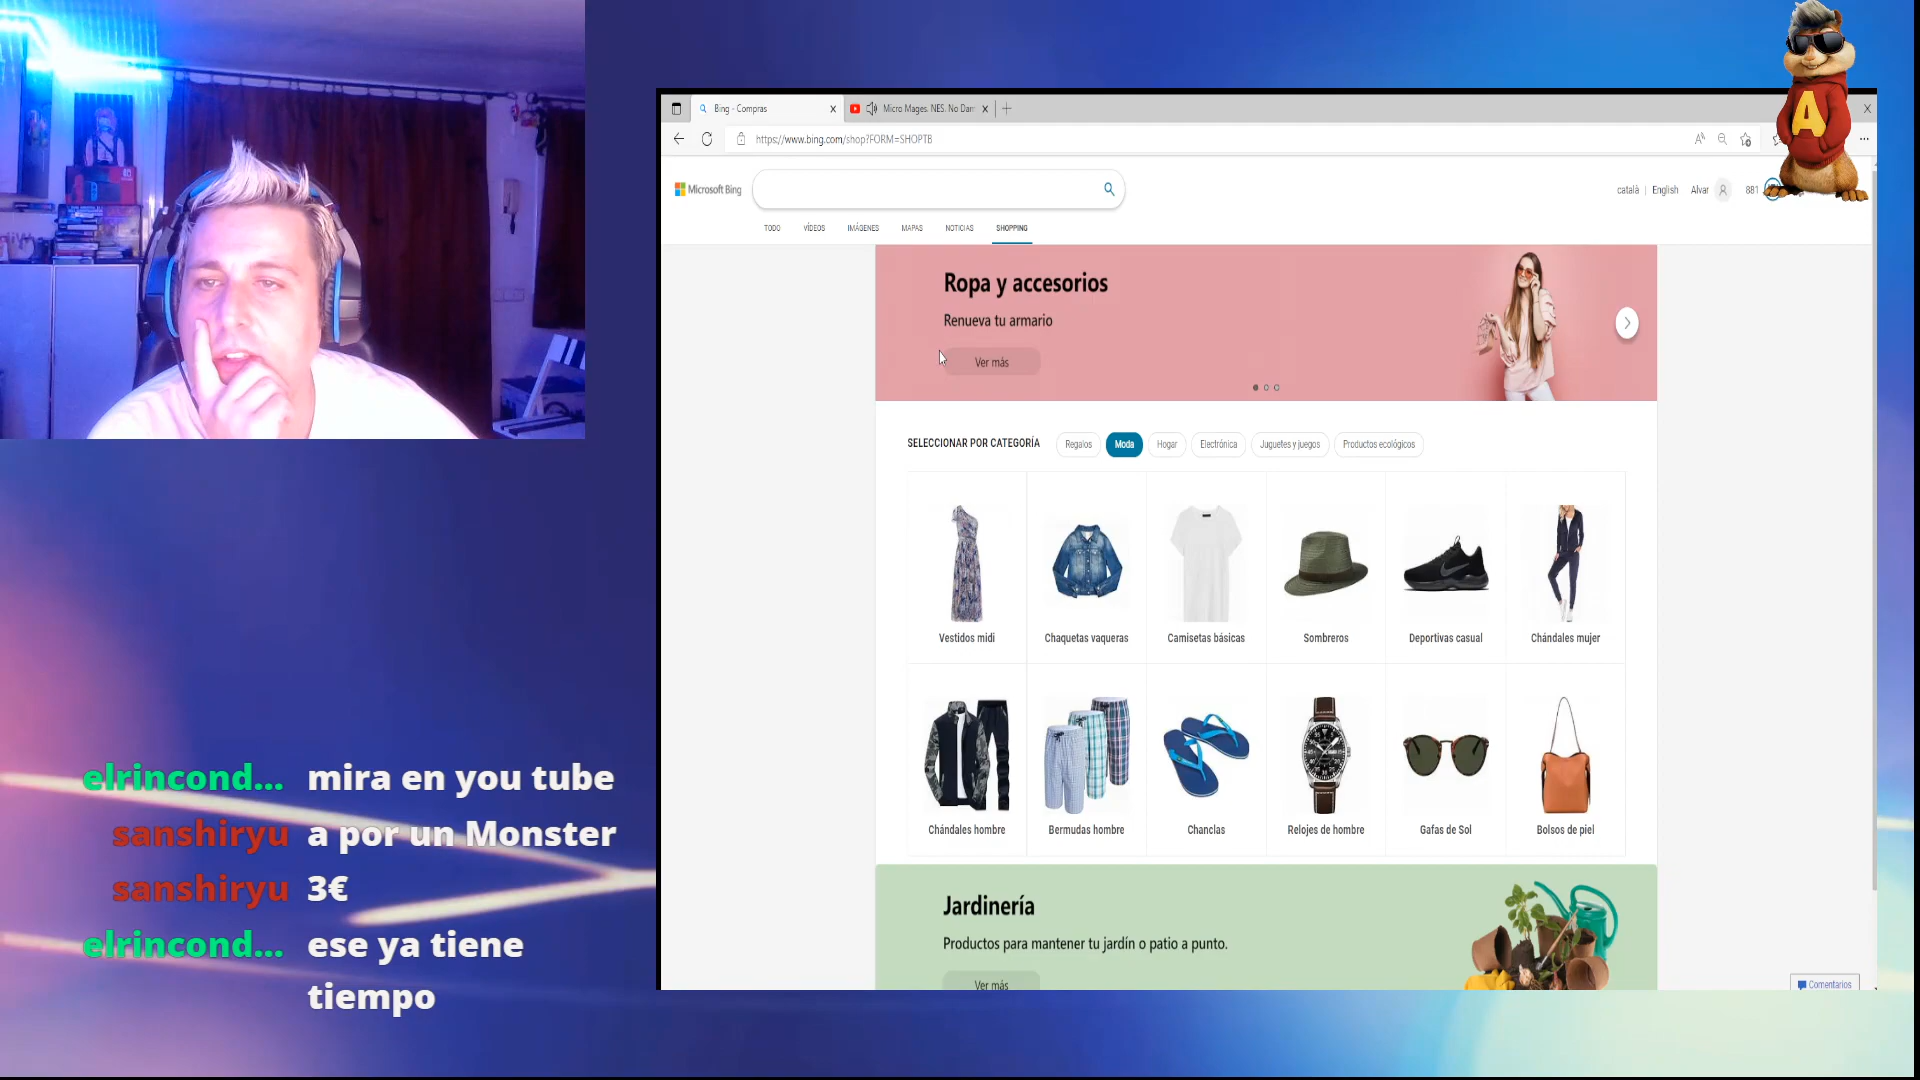 Bing - Compras
Micro Mages. NES. No Dam
https://www.bing.com/shop?FORM=SHOPTB
Microsoft Bing
català | English Alvar 881
TODO VÍDEOS IMÁGENES MAPAS NOTICIAS SHOPPING
Ropa y accesorios
Renueva tu armario
Ver más
SELECCIONAR POR CATEGORÍA Regalos Moda Hogar Electrónica Juguetes y juegos Productos ecológicos
Vestidos midi Chaquetas vaqueras Camisetas básicas Sombreros Deportivas casual Chándales mujer
Chándales hombre Bermudas hombre Chanclas Relojes de hombre Gafas de Sol Bolsos de piel
Jardinería
Productos para mantener tu jardín o patio a punto.
Ver más
Comentarios
A
elrincond... mira en you tube
sanshiryu a por un Monster
sanshiryu 3€
elrincond... ese ya tiene
tiempo